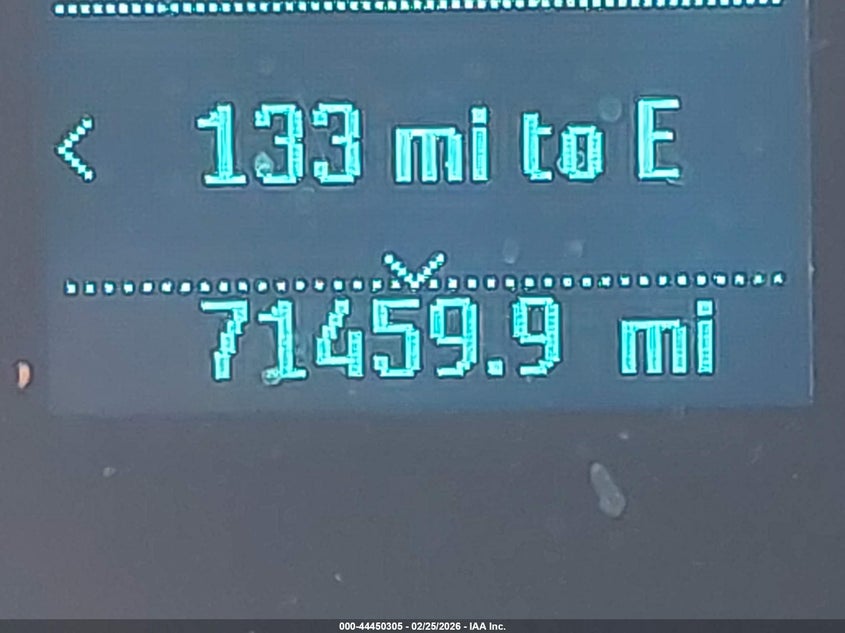 < 133 mi to E
71459.9 mi
000-44450305 - 02/25/2026 - IAA Inc.